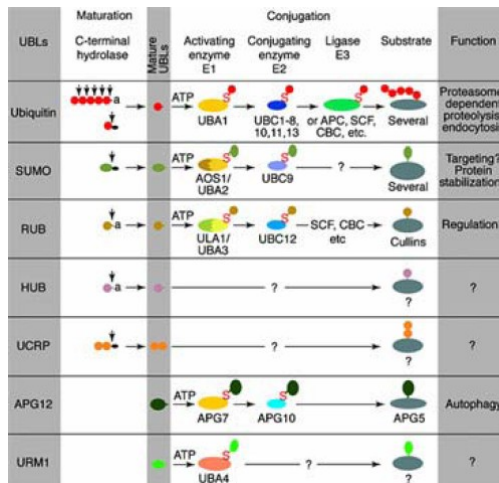 Maturation Conjugation
UBLs C-terminal hydrolase Mature UBLs Activating enzyme E1 Conjugating enzyme E2 Ligase E3 Substrate Function
Ubiquitin a ATP S S S Proteasome dependent proteolysis endocytosis
UBA1 UBC1-8, 10,11,13 or APC, SCF, CBC, etc. Several
SUMO ATP S S ? Targeting? Protein stabilization
AOS1/ UBA2 UBC9 Several
RUB a ATP S S SCF, CBC etc Regulation
ULA1/ UBA3 UBC12 Cullins
HUB a ? ? ?
UCRP ? ? ?
APG12 ATP S S Autophagy
APG7 APG10 APG5
URM1 ATP S ? ? ?
UBA4